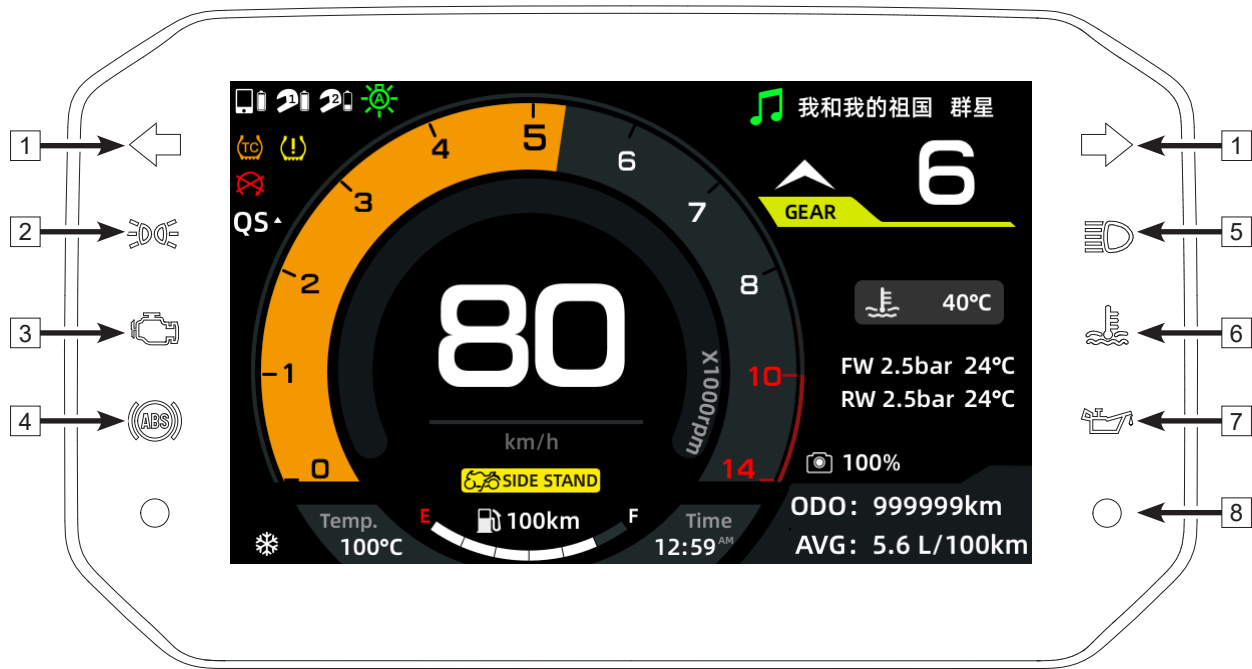 1 2 A 我和我的祖国 群星
1 TC ! 4 5 6 6 1
3 7 GEAR
2 QS ABS 5
2 8
80 40°C
3 1 X1000rpm 10 FW 2.5bar 24°C 6
RW 2.5bar 24°C
4 ABS 7
km/h
0 SIDE STAND 14 100%
Temp. E 100km F Time ODO: 999999km 8
100°C 12:59 AM AVG: 5.6 L/100km